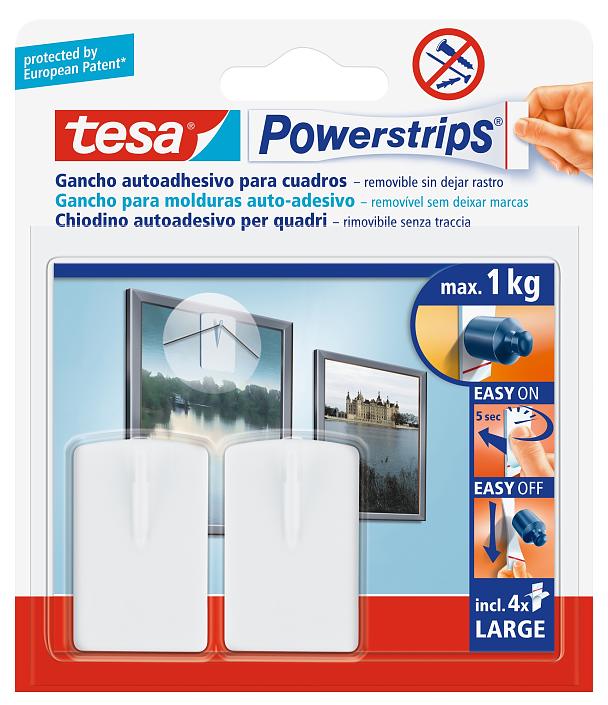 protected by
European Patent*
tesa®
Powerstrips®
Gancho autoadhesivo para cuadros – removible sin dejar rastro
Gancho para molduras auto-adesivo – removível sem deixar marcas
Chiodino autoadesivo per quadri – rimovibile senza traccia
max. 1 kg
EASY ON
5 sec
EASY OFF
incl. 4x
LARGE